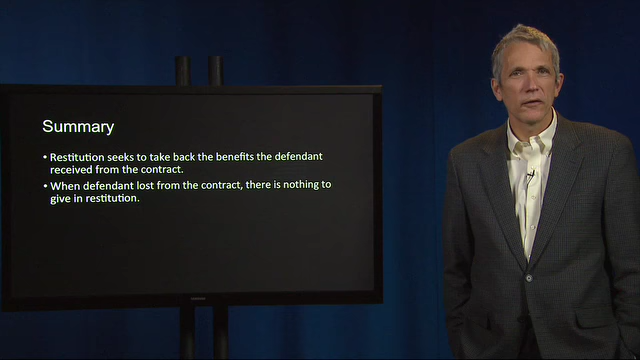 Summary
• Restitution seeks to take back the benefits the defendant
received from the contract.
• When defendant lost from the contract, there is nothing to
give in restitution.